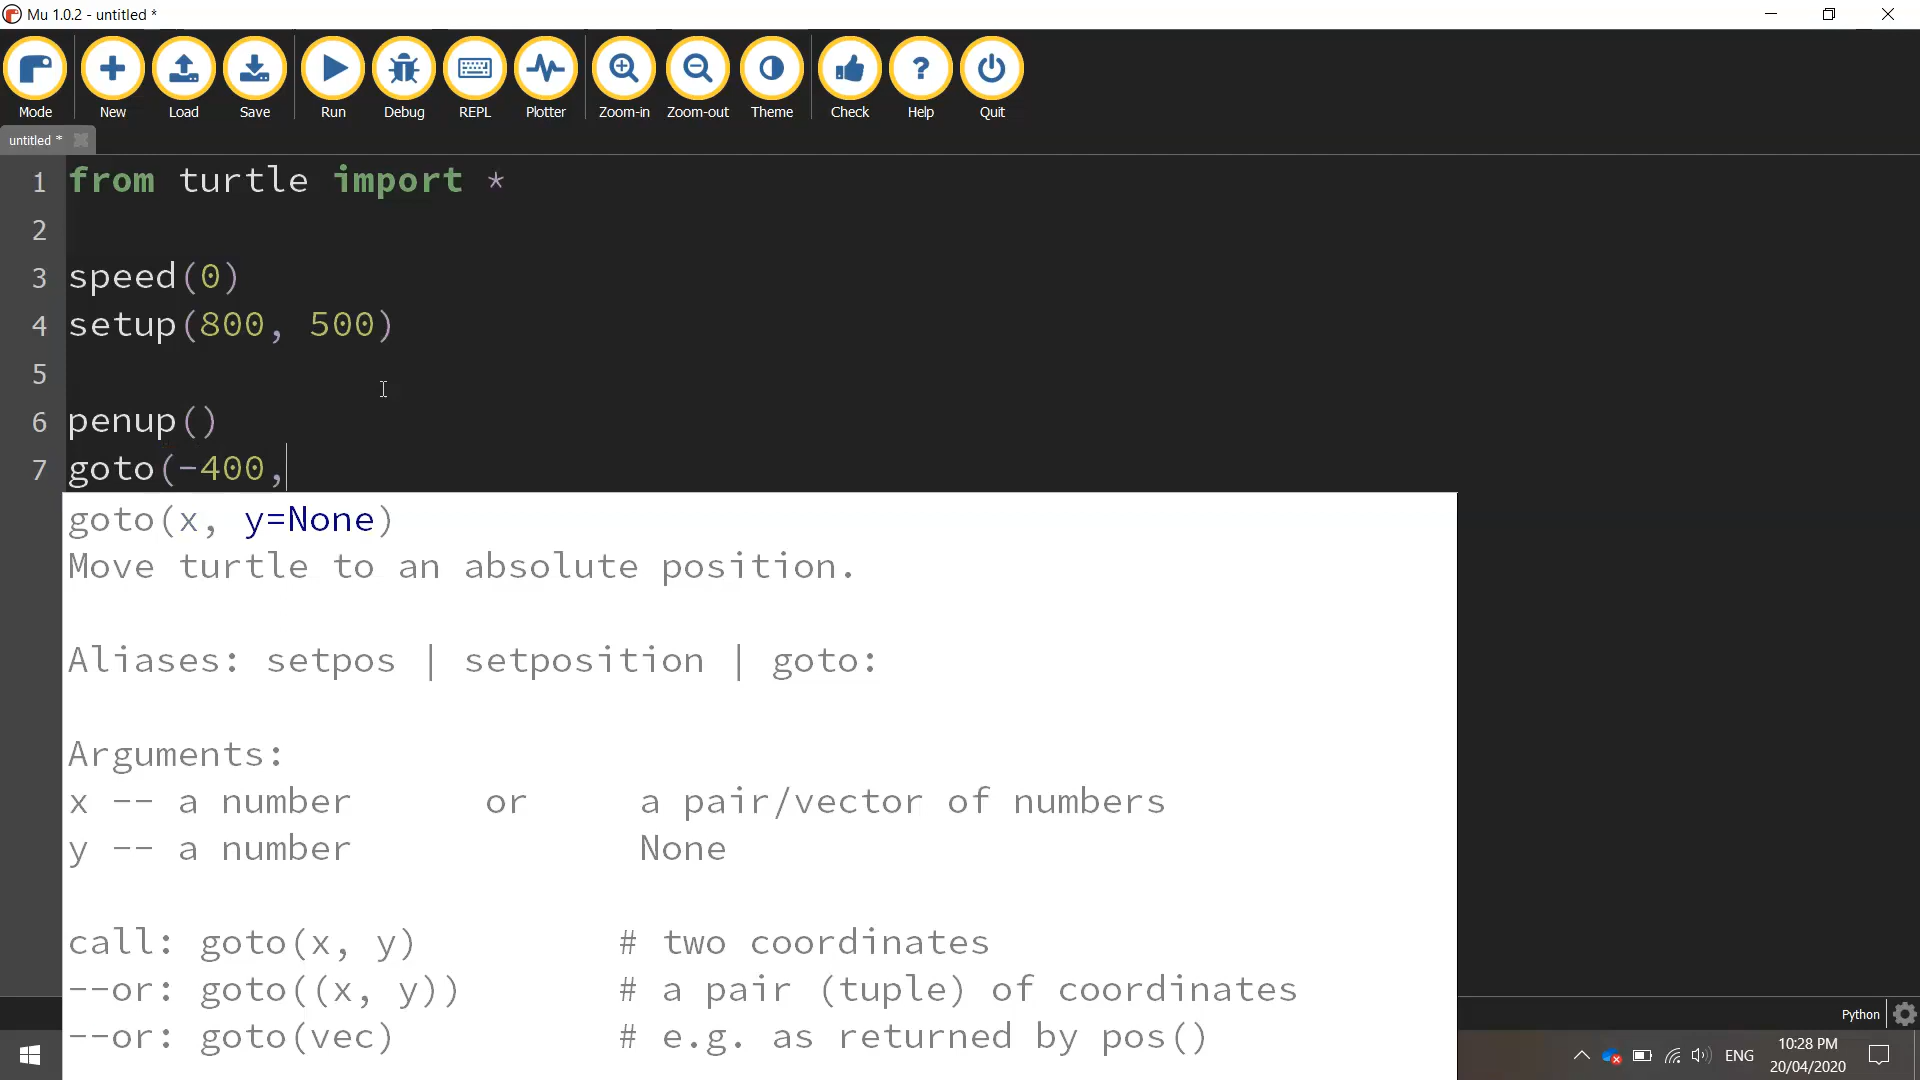 Mu 1.0.2 - untitled *
Mode New Load Save Run Debug REPL Plotter Zoom-in Zoom-out Theme Check Help Quit
untitled *
1 from turtle import *
2
3 speed(0)
4 setup(800, 500)
5
6 penup()
7 goto(-400,
goto(x, y=None)
Move turtle to an absolute position.
Aliases: setpos | setposition | goto:
Arguments:
x -- a number or a pair/vector of numbers
y -- a number None
call: goto(x, y) # two coordinates
--or: goto((x, y)) # a pair (tuple) of coordinates
--or: goto(vec) # e.g. as returned by pos()
Python
ENG
10:28 PM
20/04/2020